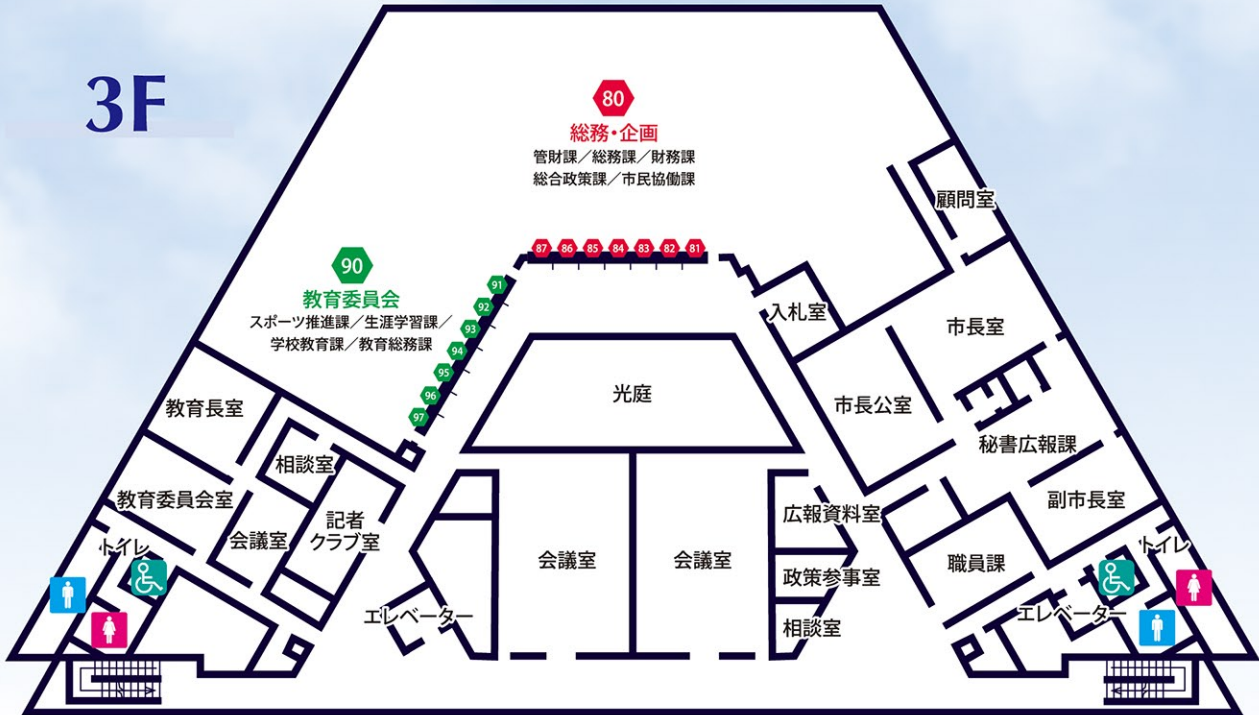 3F
80
総務・企画
管財課／総務課／財務課
総合政策課／市民協働課
顧問室
87 86 85 84 83 82 81
90
教育委員会
スポーツ推進課／生涯学習課／
学校教育課／教育総務課
91
92
93
94
95
96
97
入札室
市長室
光庭
市長公室
教育長室
秘書広報課
相談室
教育委員会室
副市長室
広報資料室
記者
クラブ室
会議室
トイレ
会議室
会議室
職員課
トイレ
政策参事室
エレベーター
エレベーター
相談室